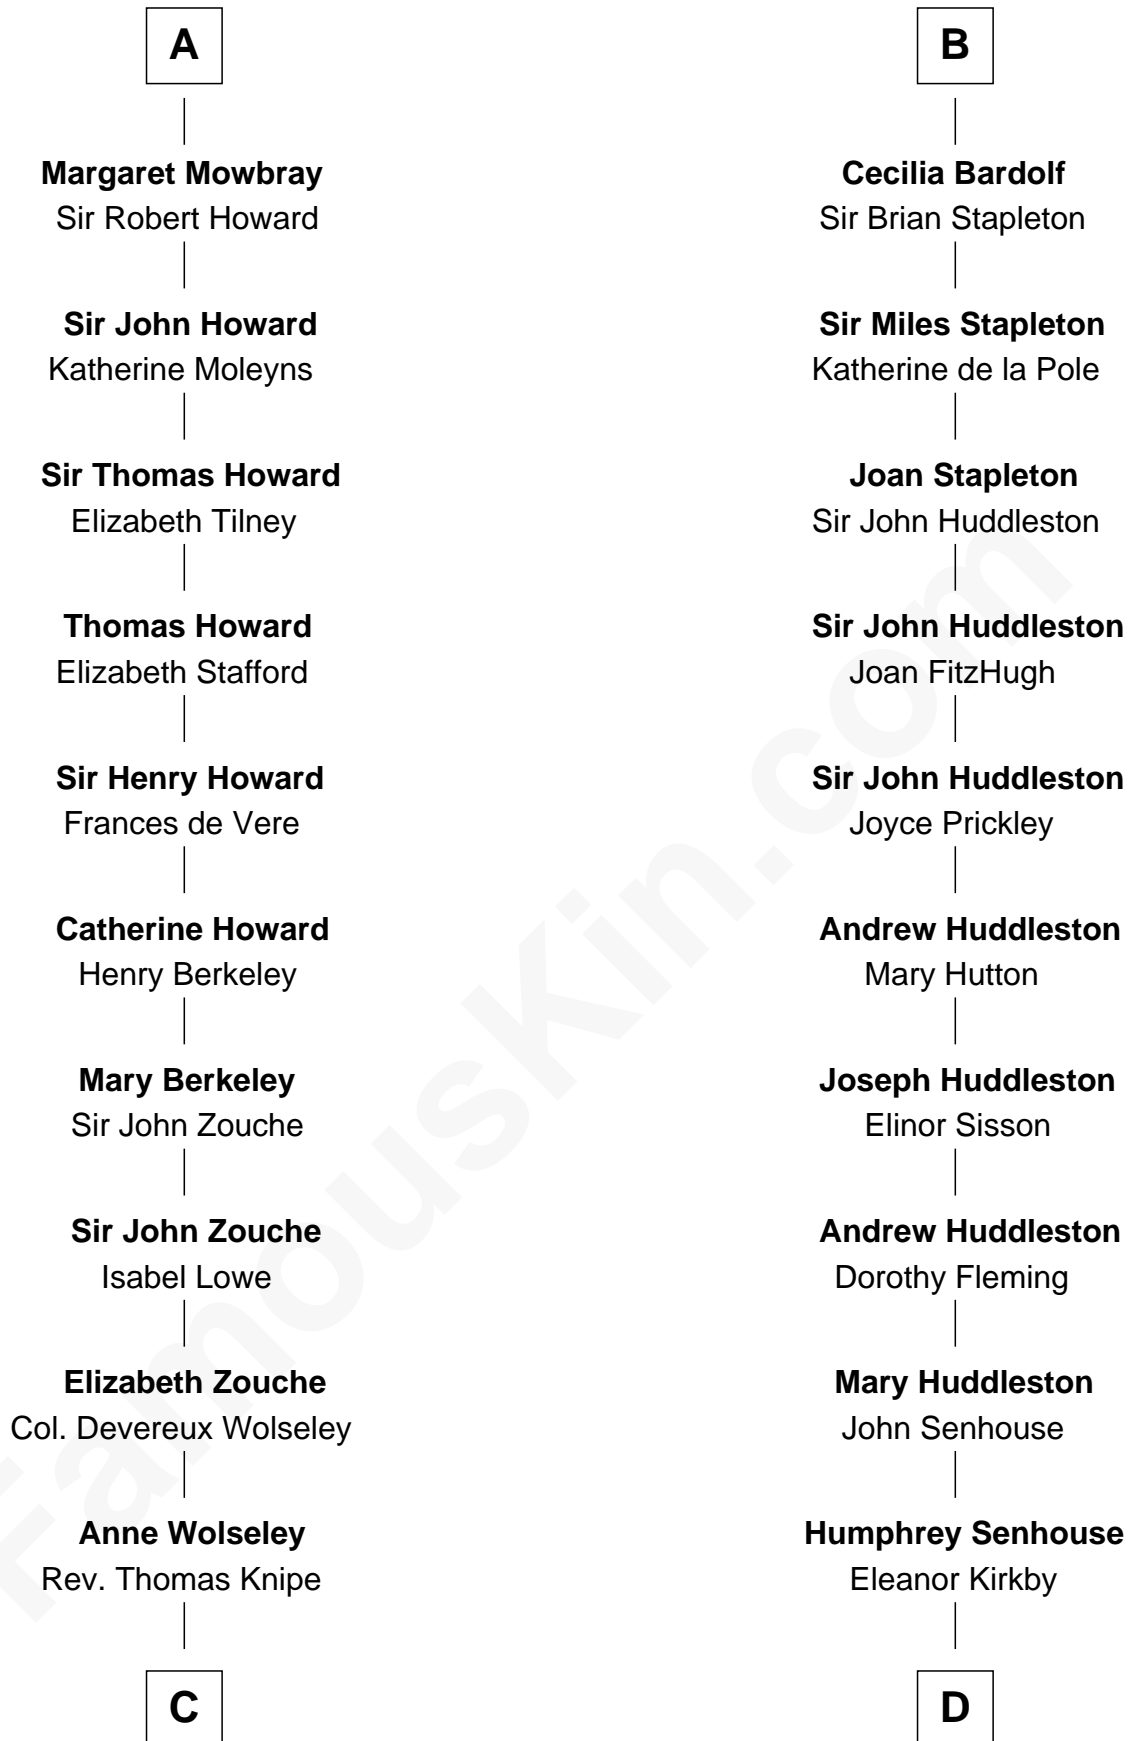 A
Margaret Mowbray
Sir Robert Howard
Sir John Howard
Katherine Moleyns
Sir Thomas Howard
Elizabeth Tilney
Thomas Howard
Elizabeth Stafford
Sir Henry Howard
Frances de Vere
Catherine Howard
Henry Berkeley
Mary Berkeley
Sir John Zouche
Sir John Zouche
Isabel Lowe
Elizabeth Zouche
Col. Devereux Wolseley
Anne Wolseley
Rev. Thomas Knipe
C
B
Cecilia Bardolf
Sir Brian Stapleton
Sir Miles Stapleton
Katherine de la Pole
Joan Stapleton
Sir John Huddleston
Sir John Huddleston
Joan FitzHugh
Sir John Huddleston
Joyce Prickley
Andrew Huddleston
Mary Hutton
Joseph Huddleston
Elinor Sisson
Andrew Huddleston
Dorothy Fleming
Mary Huddleston
John Senhouse
Humphrey Senhouse
Eleanor Kirkby
D
FamousKin.com